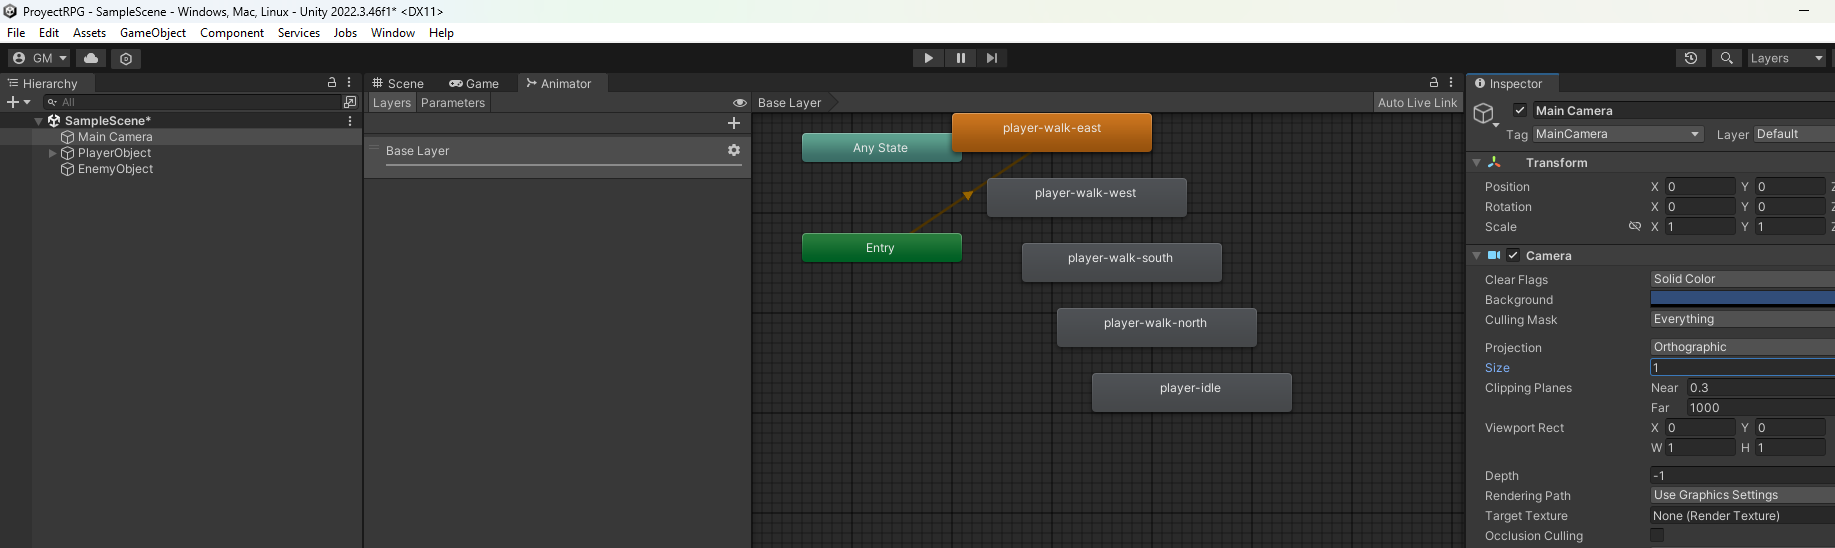 ProyectRPG - SampleScene - Windows, Mac, Linux - Unity 2022.3.46f1* <DX11>
File Edit Assets GameObject Component Services Jobs Window Help
GM
Layers
Hierarchy
All
SampleScene*
Main Camera
PlayerObject
EnemyObject
Scene Game Animator
Layers Parameters
Base Layer
Base Layer
Auto Live Link
player-walk-east
Any State
player-walk-west
Entry
player-walk-south
player-walk-north
player-idle
Inspector
Main Camera
Tag MainCamera Layer Default
Transform
Position X 0 Y 0 Z
Rotation X 0 Y 0 Z
Scale X 1 Y 1 Z
Camera
Clear Flags Solid Color
Background
Culling Mask Everything
Projection Orthographic
Size 1
Clipping Planes Near 0.3
Far 1000
Viewport Rect X 0 Y 0
W 1 H 1
Depth -1
Rendering Path Use Graphics Settings
Target Texture None (Render Texture)
Occlusion Culling